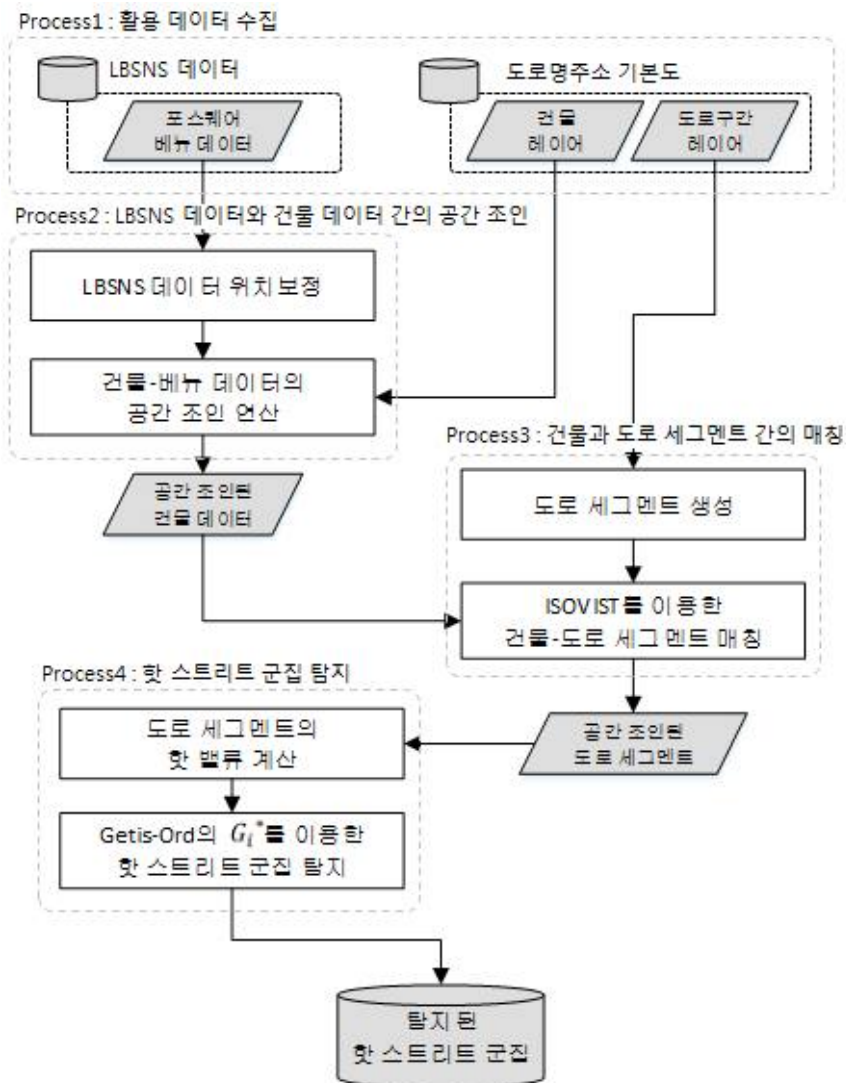 Process1 : 활용 데이터 수집
LBSNS 데이터
도로명주소 기본도
포스퀘어
베뉴 데이터
건물
레이어
도로구간
레이어
Process2 : LBSNS 데이터와 건물 데이터 간의 공간 조인
LBSNS 데이터 위치보정
건물-베뉴 데이터의
공간 조인 연산
공간 조인된
건물 데이터
Process3 : 건물과 도로 세그먼트 간의 매칭
도로 세그먼트 생성
ISOVIST를 이용한
건물-도로 세그먼트 매칭
공간 조인된
도로 세그먼트
Process4 : 핫 스트리트 군집 탐지
도로 세그먼트의
핫 밸류 계산
Getis-Ord의 Gi*를 이용한
핫 스트리트 군집 탐지
탐지된
핫 스트리트 군집